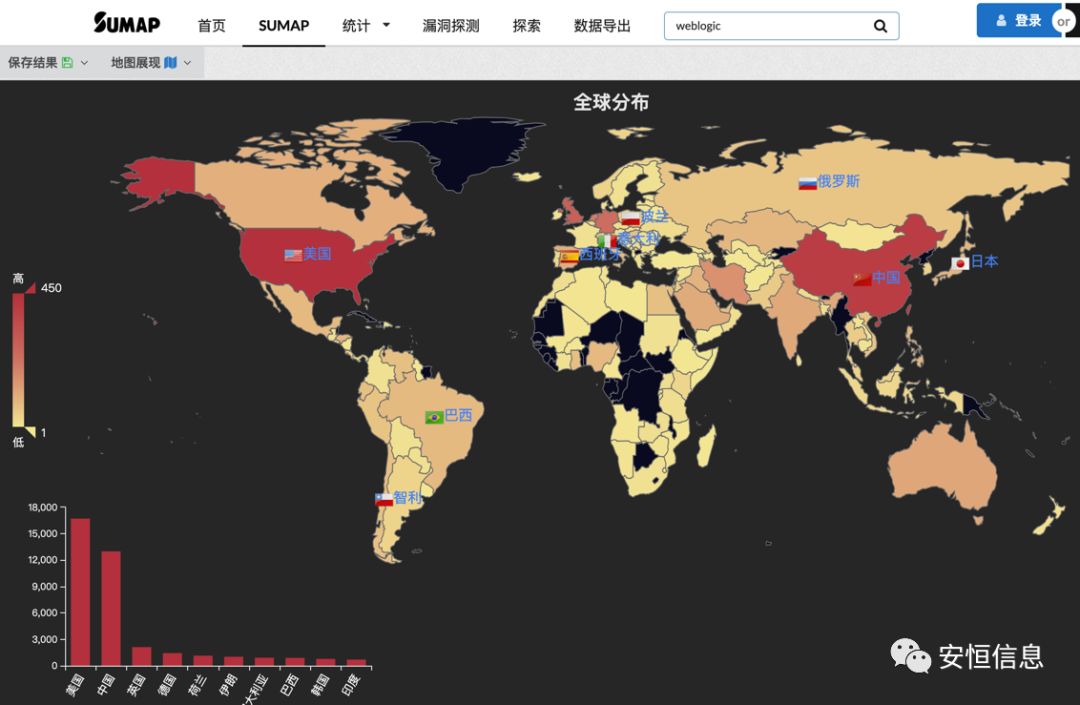 SUMAP 首页 SUMAP 统计 漏洞探测 探索 数据导出 weblogic 登录 or
保存结果 地图展现
全球分布
俄罗斯
波兰
意大利
美国
西班牙
日本
中国
高
450
1
低
巴西
智利
18,000
15,000
12,000
9,000
6,000
3,000
0
美国 中国 英国 德国 荷兰 伊朗 大利亚 巴西 韩国 印度
安恒信息